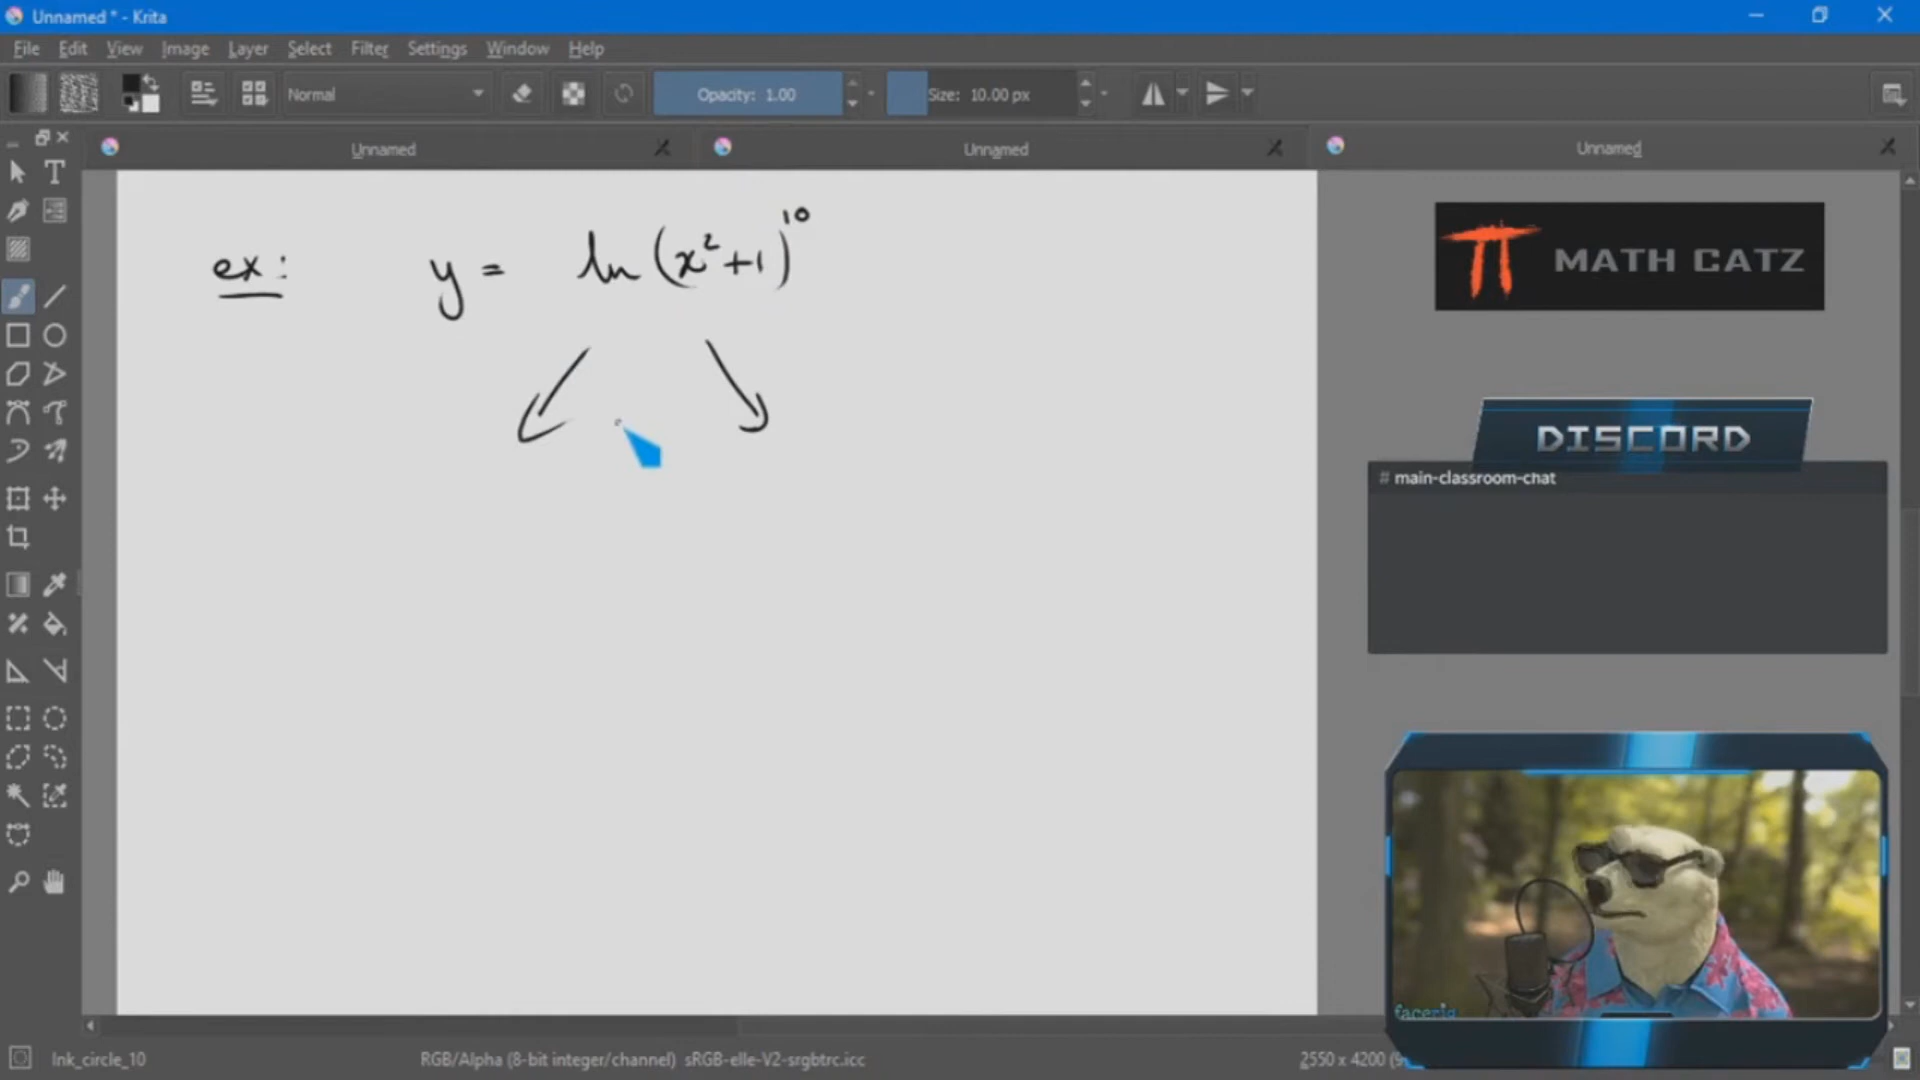 Unnamed * - Krita
File Edit View Image Layer Select Filter Settings Window Help
Normal Opacity: 1.00 Size: 10.00 px
Unnamed Unnamed Unnamed
ex: y = ln (x²+1)¹⁰
MATH CATZ
DISCORD
# main-classroom-chat
facerig
Ink_circle_10 RGB/Alpha (8-bit integer/channel) sRGB-elle-V2-srgbtrc.icc 2550 x 4200